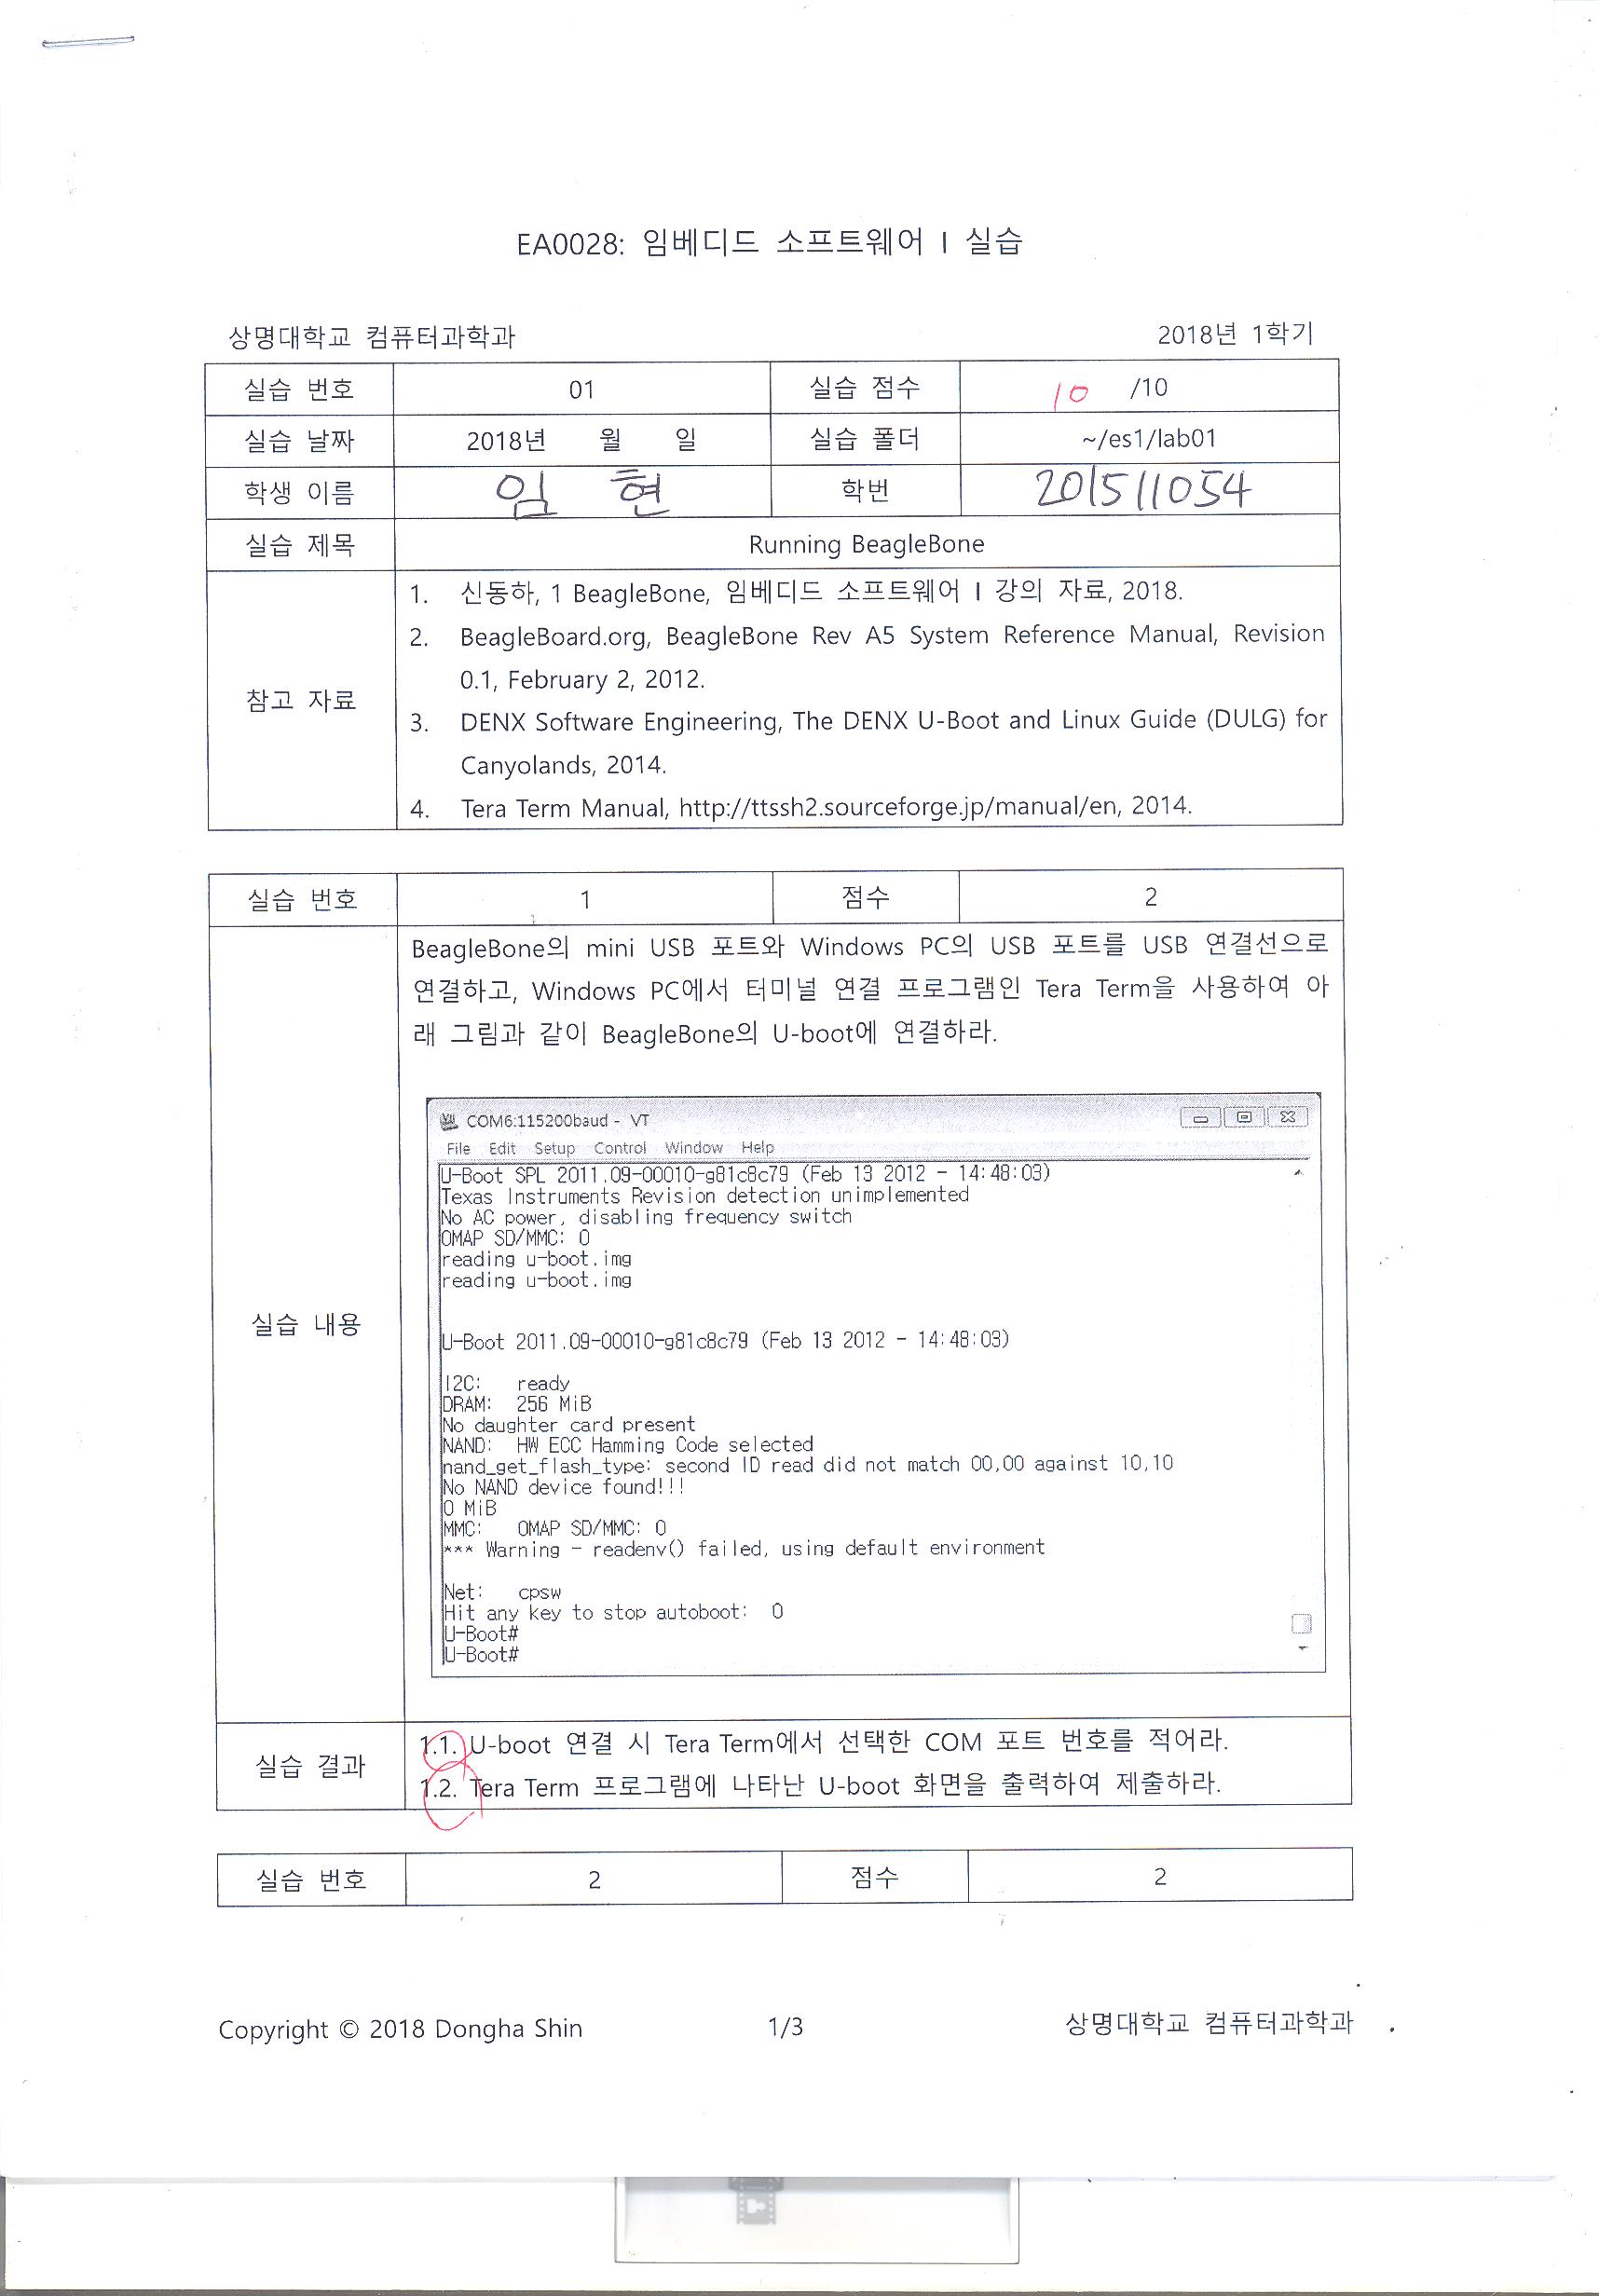 EA0028: 임베디드 소프트웨어 I 실습
상명대학교 컴퓨터과학과 2018년 1학기
실습 번호 01 실습 점수 10 /10
실습 날짜 2018년 월 일 실습 폴더 ~/es1/lab01
학생 이름 임 현 학번 201511054
실습 제목 Running BeagleBone
참고 자료
1. 신동하, 1 BeagleBone, 임베디드 소프트웨어 I 강의 자료, 2018.
2. BeagleBoard.org, BeagleBone Rev A5 System Reference Manual, Revision
0.1, February 2, 2012.
3. DENX Software Engineering, The DENX U-Boot and Linux Guide (DULG) for
Canyolands, 2014.
4. Tera Term Manual, http://ttssh2.sourceforge.jp/manual/en, 2014.
실습 번호 1 점수 2
실습 내용
BeagleBone의 mini USB 포트와 Windows PC의 USB 포트를 USB 연결선으로
연결하고, Windows PC에서 터미널 연결 프로그램인 Tera Term을 사용하여 아
래 그림과 같이 BeagleBone의 U-boot에 연결하라.
COM6:115200baud - VT
File Edit Setup Control Window Help
U-Boot SPL 2011.09-00010-g81c8c79 (Feb 13 2012 - 14:48:03)
Texas Instruments Revision detection unimplemented
No AC power, disabling frequency switch
OMAP SD/MMC: 0
reading u-boot.img
reading u-boot.img
U-Boot 2011.09-00010-g81c8c79 (Feb 13 2012 - 14:48:03)
I2C: ready
DRAM: 256 MiB
No daughter card present
NAND: HW ECC Hamming Code selected
nand_get_flash_type: second ID read did not match 00,00 against 10,10
No NAND device found!!!
0 MiB
MMC: OMAP SD/MMC: 0
*** Warning - readenv() failed, using default environment
Net: cpsw
Hit any key to stop autoboot: 0
U-Boot#
U-Boot#
실습 결과
1.1. U-boot 연결 시 Tera Term에서 선택한 COM 포트 번호를 적어라.
1.2. Tera Term 프로그램에 나타난 U-boot 화면을 출력하여 제출하라.
실습 번호 2 점수 2
Copyright © 2018 Dongha Shin 1/3 상명대학교 컴퓨터과학과